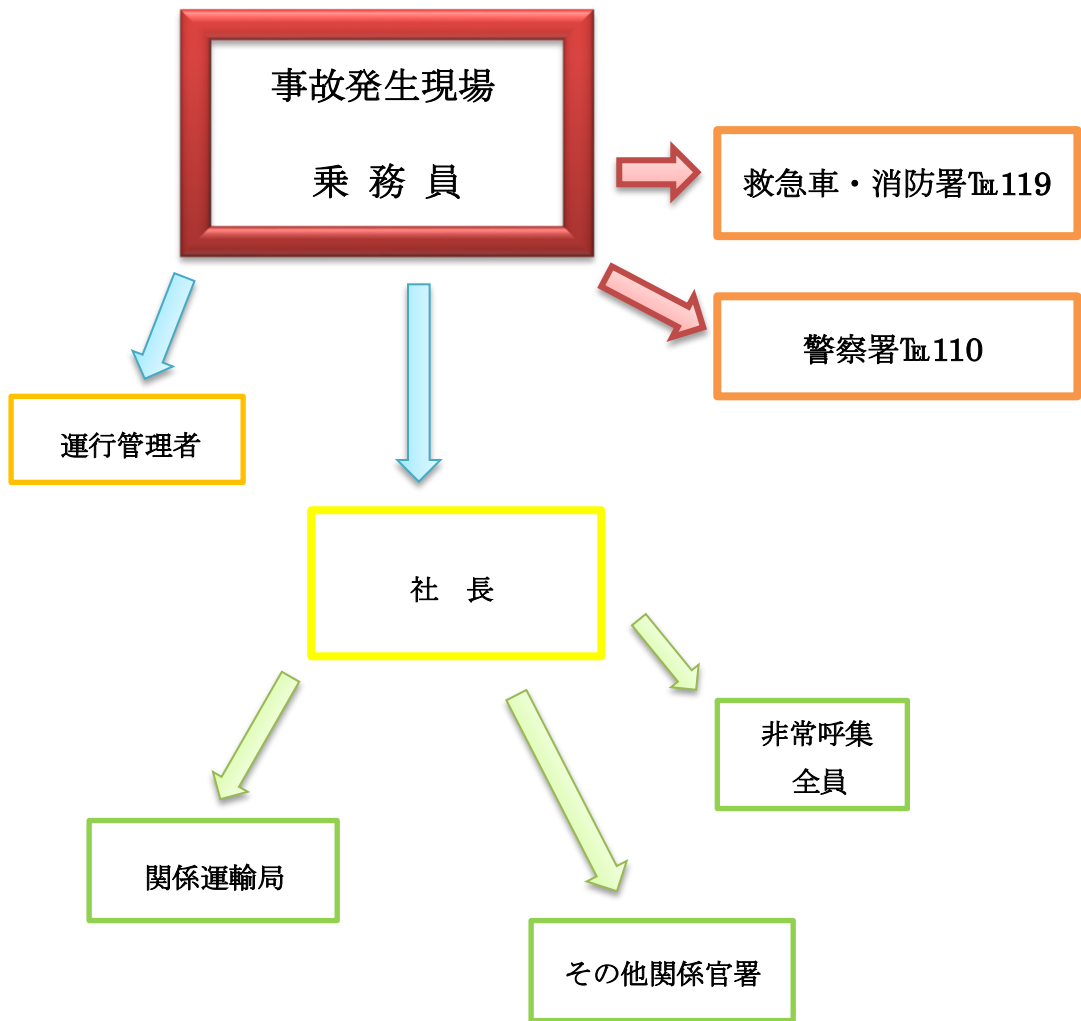 事故発生現場
乗 務 員
救急車・消防署℡119
警察署℡110
運行管理者
社 長
非常呼集
全員
関係運輸局
その他関係官署